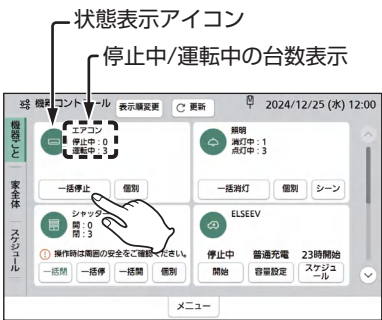 状態表示アイコン
停止中/運転中の台数表示
機器コントロール 表示順変更 更新 2024/12/25 (水) 12:00
機器ごと
家全体
スケジュール
エアコン
停止中：0
運転中：3
一括停止 個別
照明
消灯中：1
点灯中：3
一括消灯 個別 シーン
シャッター
開：0
閉：3
操作時は周囲の安全をご確認ください。
一括閉 一括停 一括開 個別
ELSEEV
停止中 普通充電 23時開始
開始 容量設定 スケジュール
メニュー